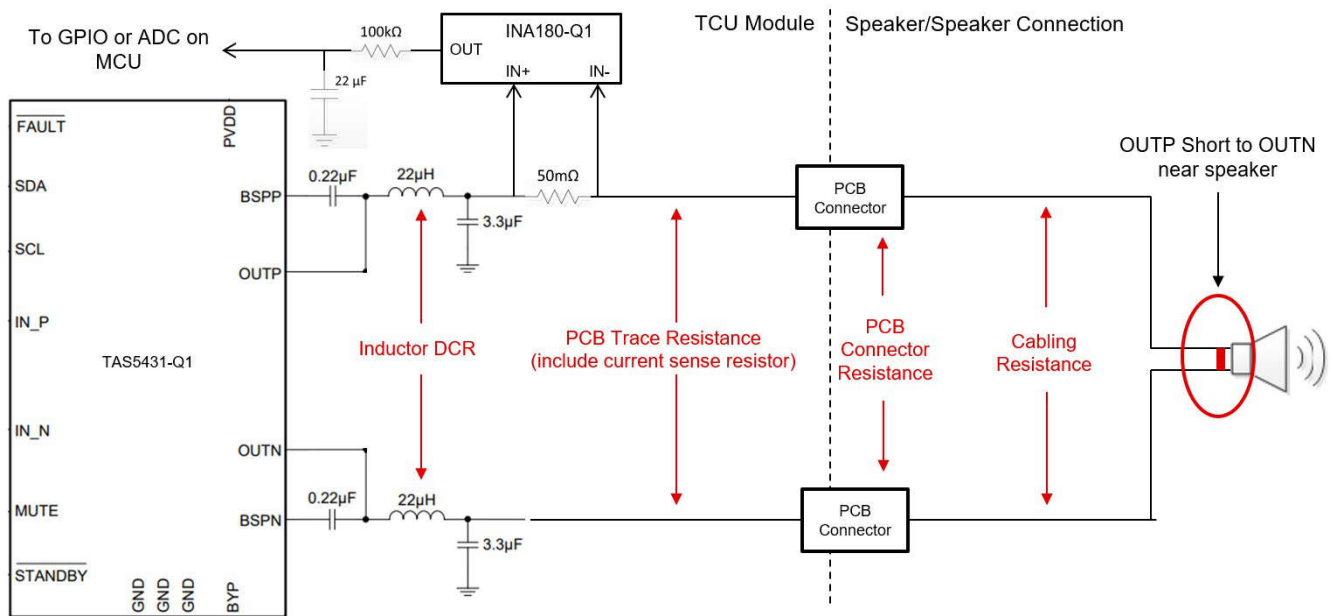 To GPIO or ADC on
MCU
100kΩ
22 µF
INA180-Q1
OUT
IN+
IN-
TCU Module
Speaker/Speaker Connection
FAULT
SDA
SCL
IN_P
TAS5431-Q1
IN_N
MUTE
STANDBY
GND
GND
GND
BYP
PVDD
BSPP
OUTP
OUTN
BSPN
0.22µF
22µH
3.3µF
50mΩ
0.22µF
22µH
3.3µF
Inductor DCR
PCB Trace Resistance
(include current sense resistor)
PCB
Connector
PCB
Connector
Resistance
PCB
Connector
Cabling
Resistance
OUTP Short to OUTN
near speaker